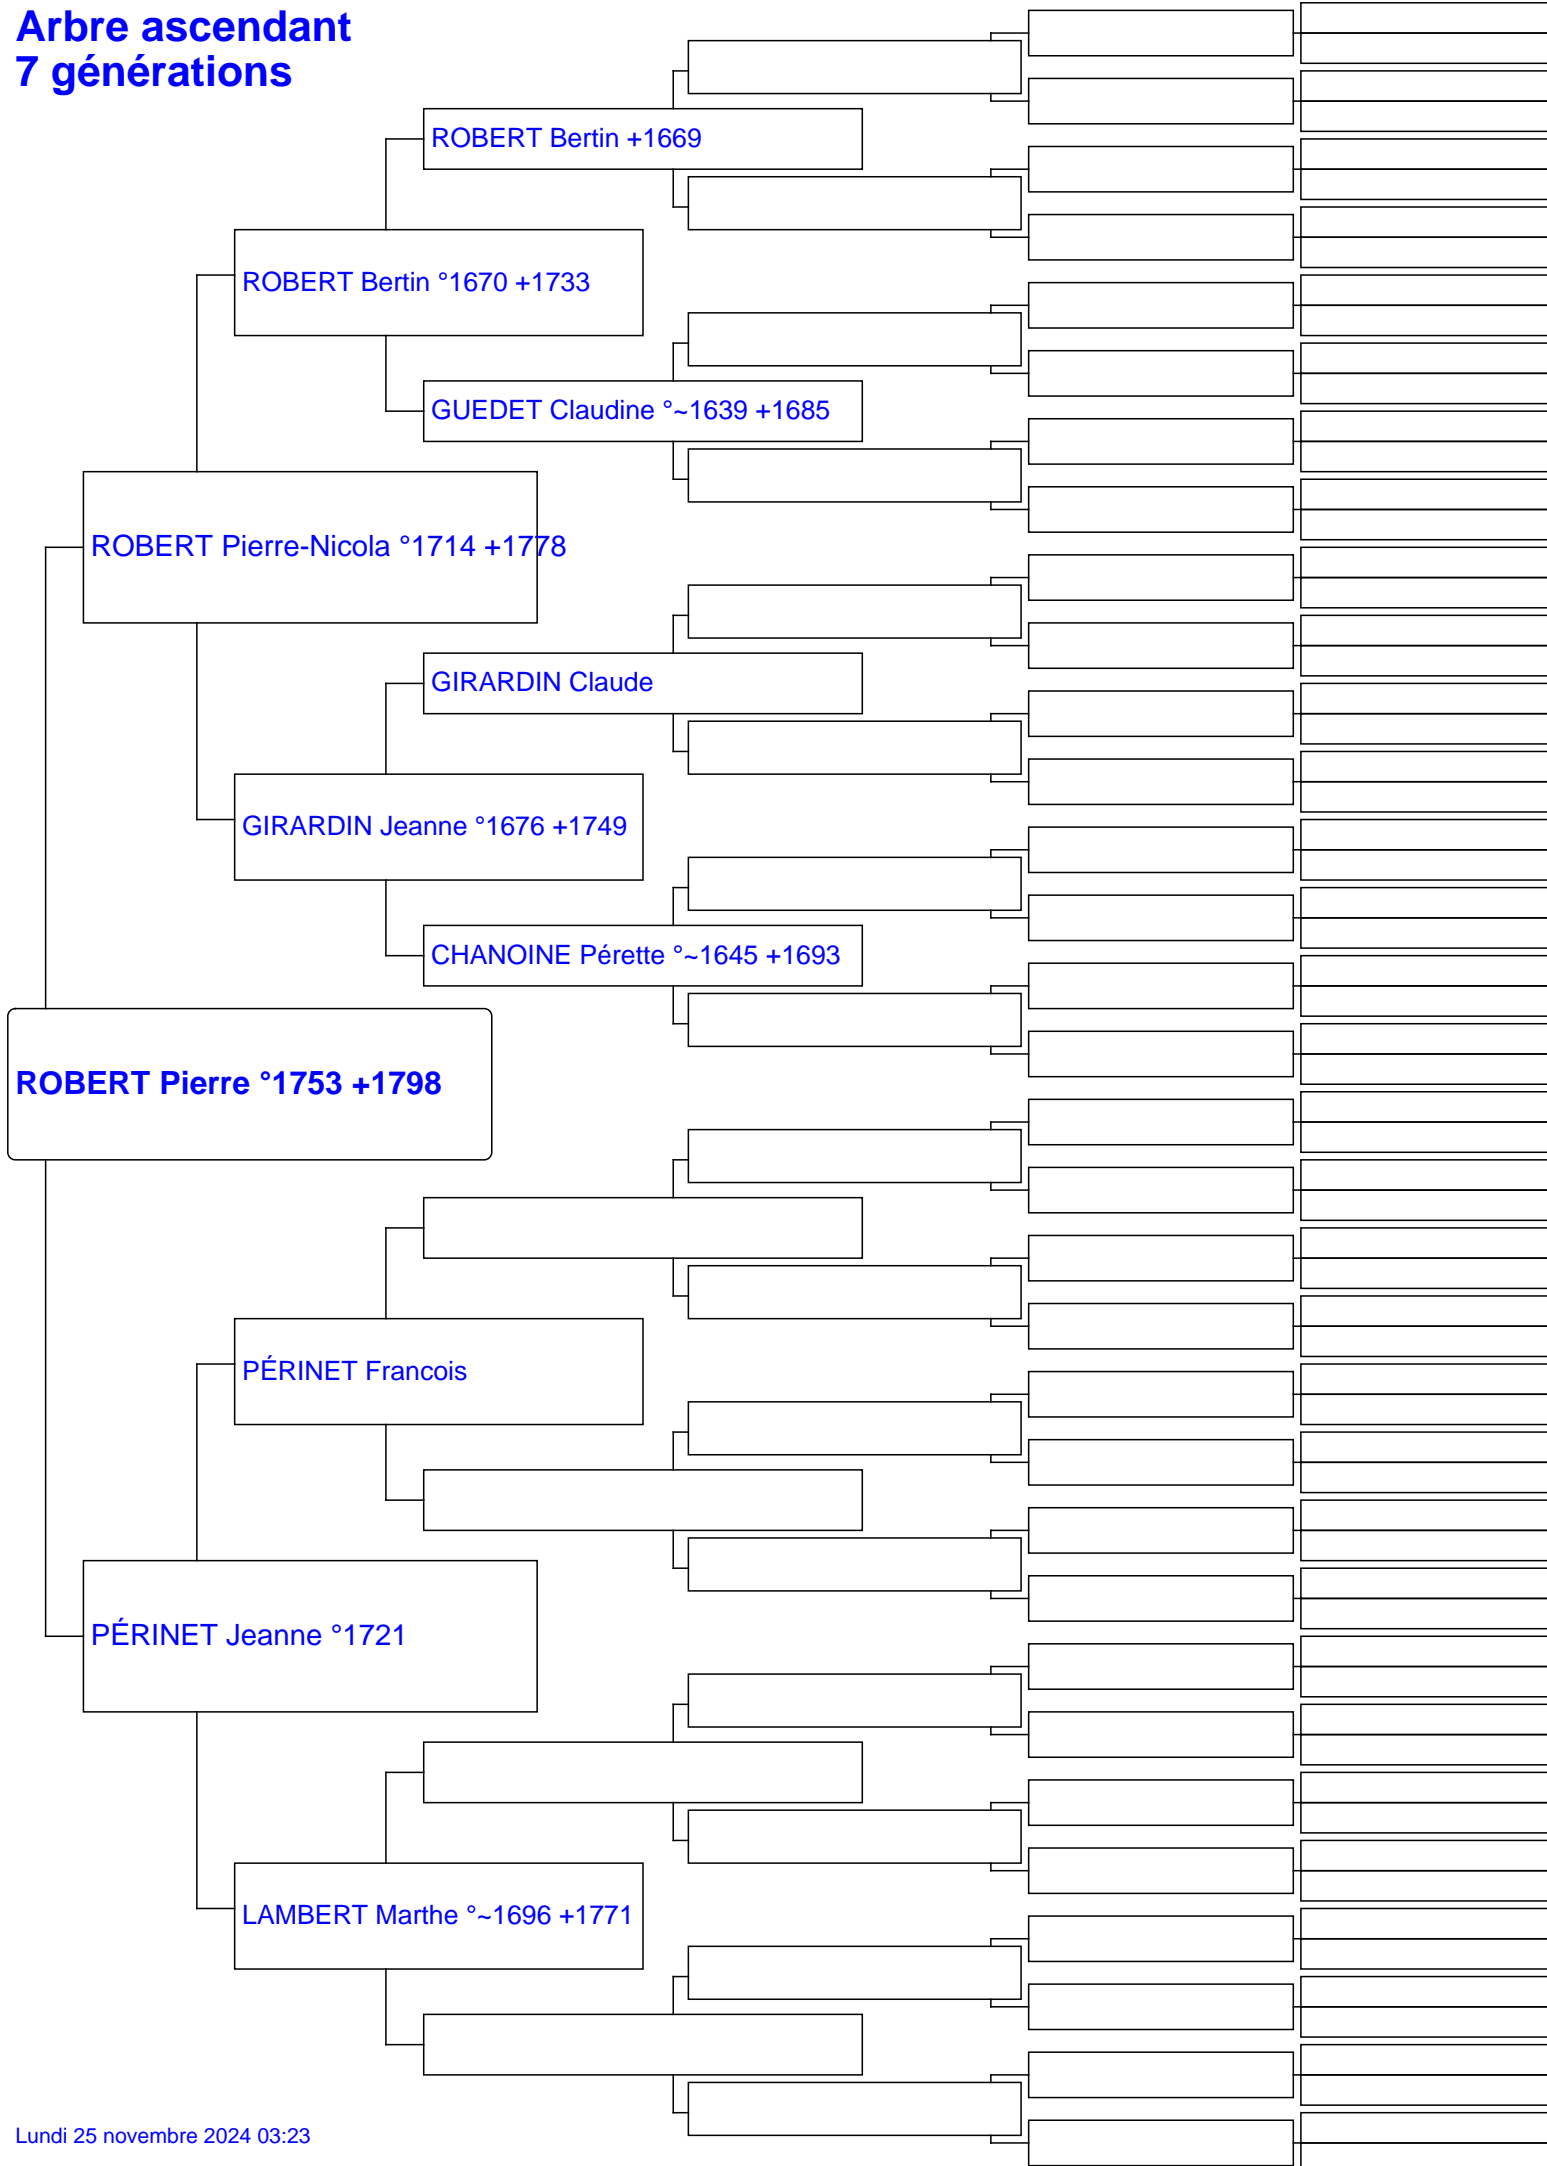 Arbre ascendant
7 générations
ROBERT Bertin +1669
ROBERT Bertin °1670 +1733
GUEDET Claudine °~1639 +1685
ROBERT Pierre-Nicola °1714 +1778
GIRARDIN Claude
GIRARDIN Jeanne °1676 +1749
CHANOINE Pérette °~1645 +1693
ROBERT Pierre °1753 +1798
PÉRINET Francois
PÉRINET Jeanne °1721
LAMBERT Marthe °~1696 +1771
Lundi 25 novembre 2024 03:23